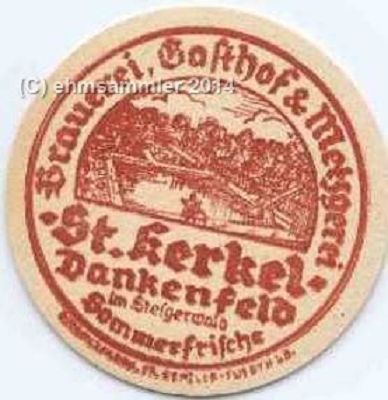 (C) ehmsammler 2014
Brauerei, Gasthof & Metzgerei
St. Kerkel
Dankenfeld
im Steigerwald
Sommerfrische